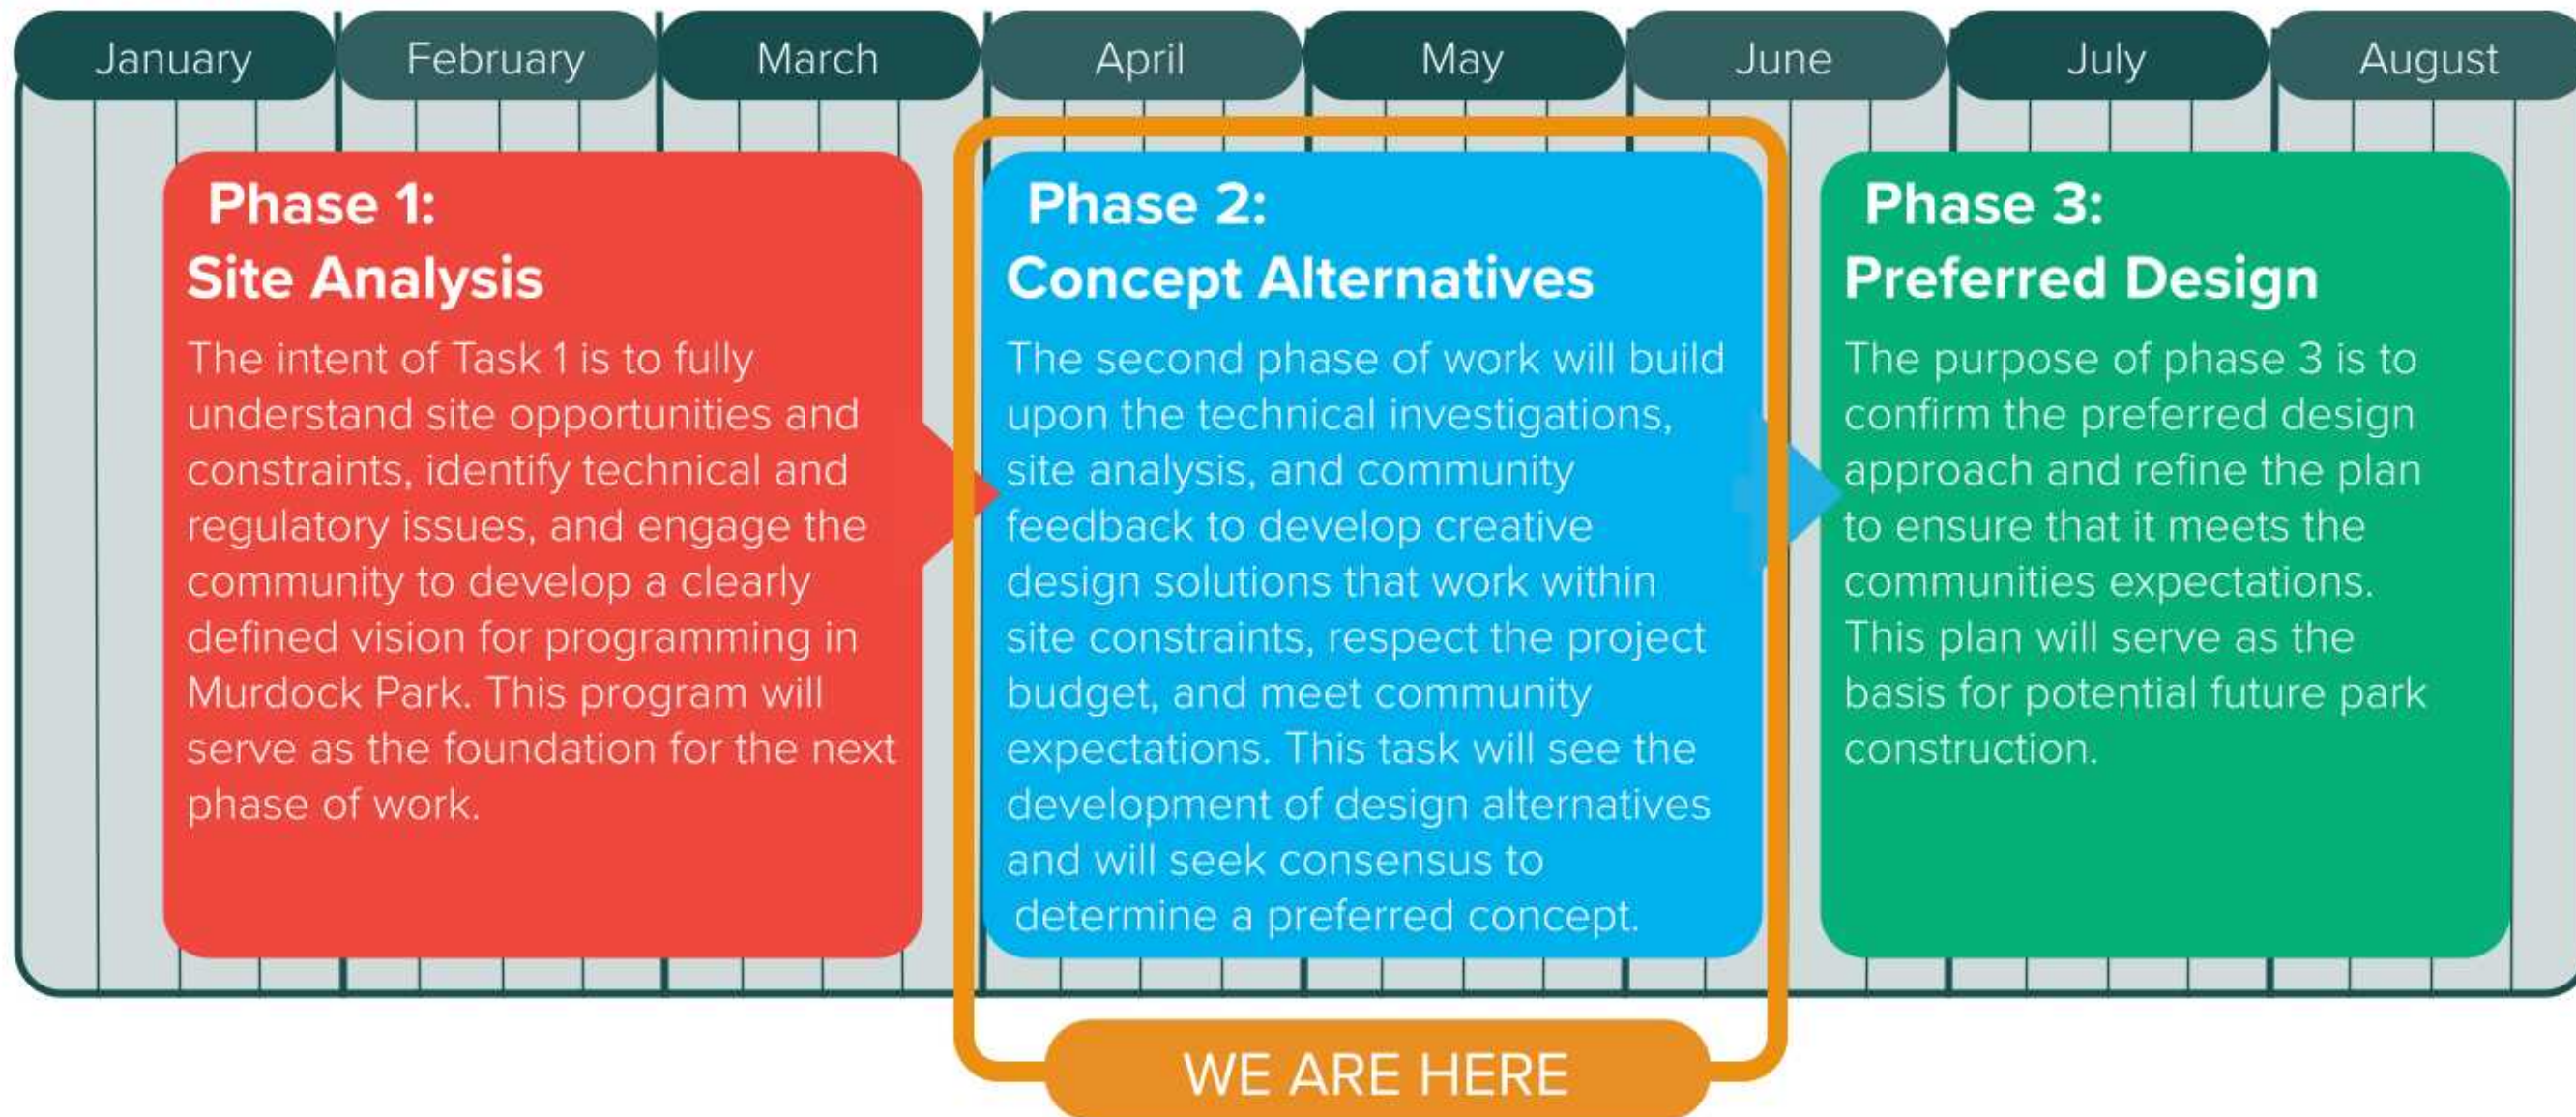 January
February
March
April
May
June
July
August
Phase 1:
Site Analysis
The intent of Task 1 is to fully
understand site opportunities and
constraints, identify technical and
regulatory issues, and engage the
community to develop a clearly
defined vision for programming in
Murdock Park. This program will
serve as the foundation for the next
phase of work.
Phase 2:
Concept Alternatives
The second phase of work will build
upon the technical investigations,
site analysis, and community
feedback to develop creative
design solutions that work within
site constraints, respect the project
budget, and meet community
expectations. This task will see the
development of design alternatives
and will seek consensus to
determine a preferred concept.
Phase 3:
Preferred Design
The purpose of phase 3 is to
confirm the preferred design
approach and refine the plan
to ensure that it meets the
communities expectations.
This plan will serve as the
basis for potential future park
construction.
WE ARE HERE